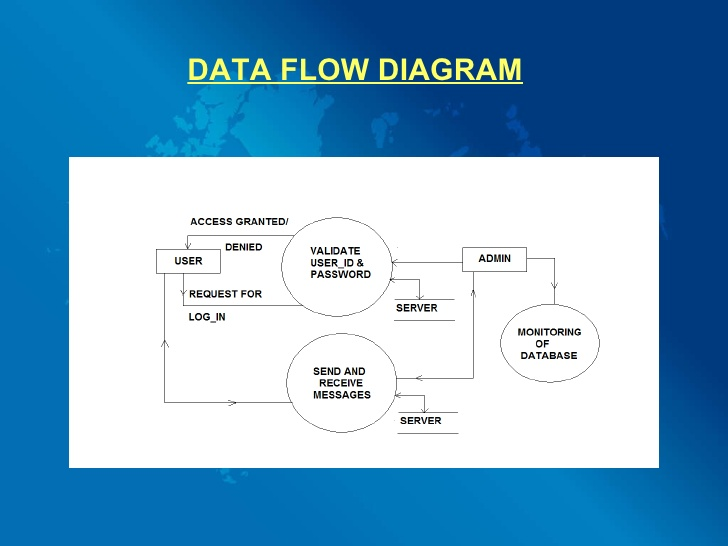 DATA FLOW DIAGRAM
ACCESS GRANTED/
DENIED
USER
REQUEST FOR
LOG_IN
VALIDATE
USER_ID &
PASSWORD
ADMIN
SERVER
MONITORING
OF
DATABASE
SEND AND
RECEIVE
MESSAGES
SERVER